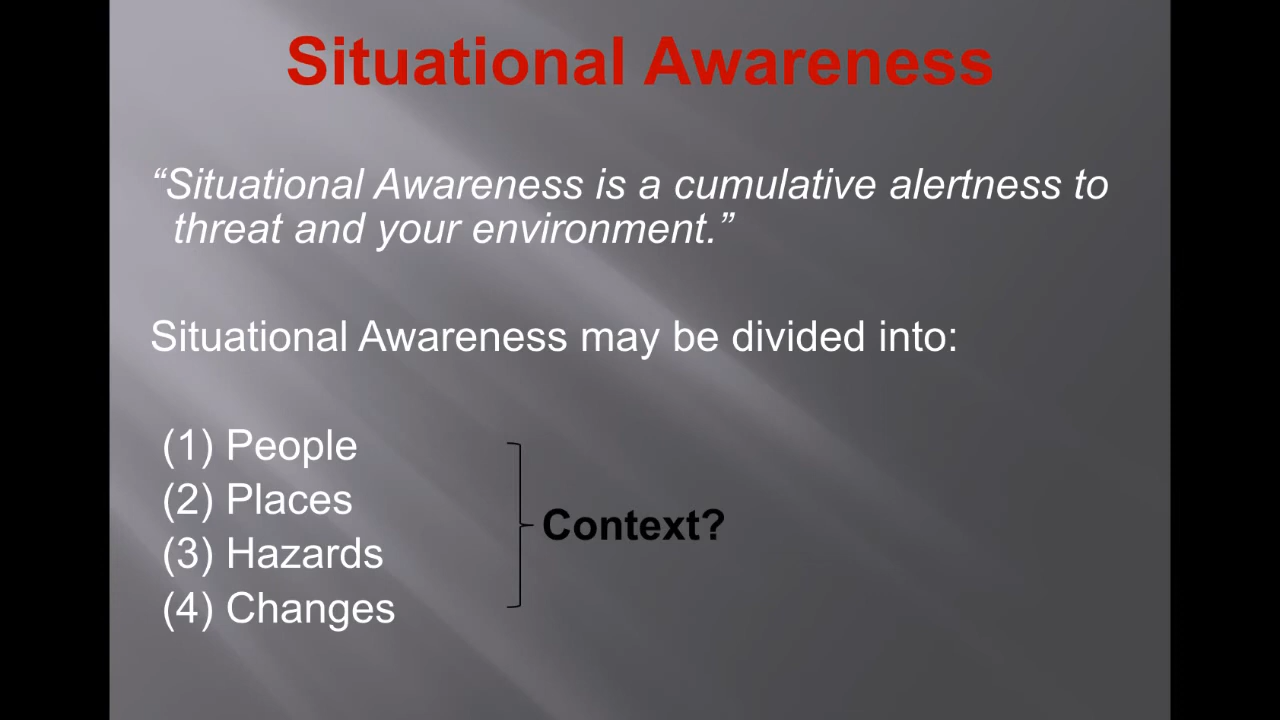 Situational Awareness
“Situational Awareness is a cumulative alertness to
threat and your environment.”
Situational Awareness may be divided into:
(1) People
(2) Places
(3) Hazards
(4) Changes
Context?